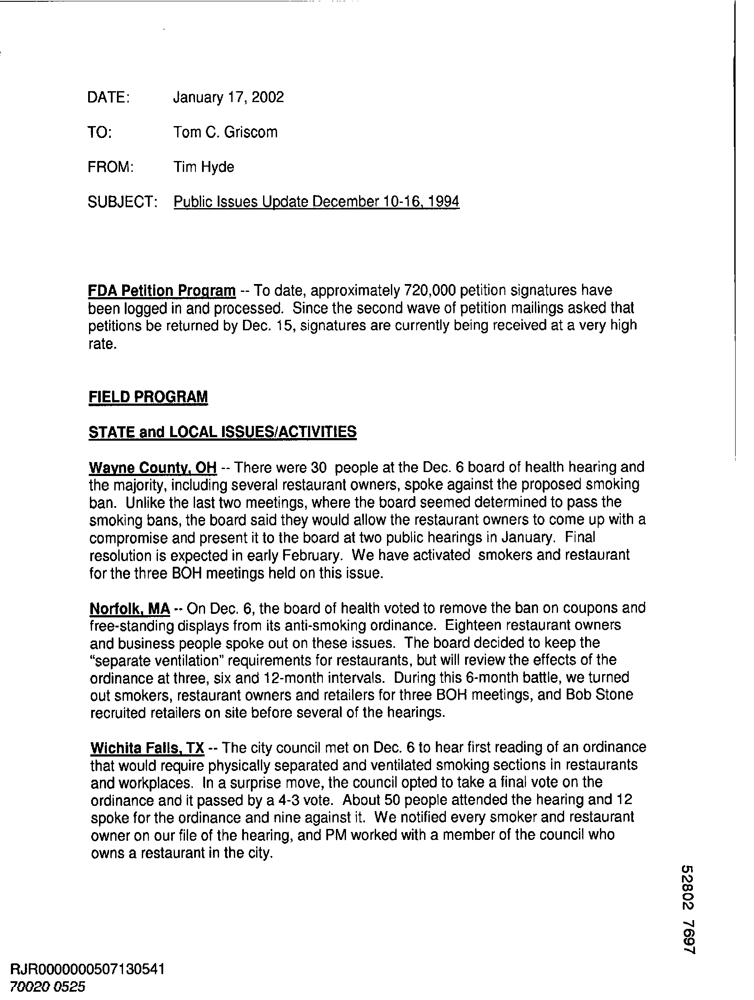 DATE: January 17, 2002
TO: Tom C. Griscom
FROM: Tim Hyde
SUBJECT: Public Issues Update December 10-16, 1994
FDA Petition Program -- To date, approximately 720,000 petition signatures have
been logged in and processed. Since the second wave of petition mailings asked that
petitions be returned by Dec. 15, signatures are currently being received at a very high
rate.
FIELD PROGRAM
STATE and LOCAL ISSUES/ACTIVITIES
Wayne County, OH -- There were 30 people at the Dec. 6 board of health hearing and
the majority, including several restaurant owners, spoke against the proposed smoking
ban. Unlike the last two meetings, where the board seemed determined to pass the
smoking bans, the board said they would allow the restaurant owners to come up with a
compromise and present it to the board at two public hearings in January. Final
resolution is expected in early February. We have activated smokers and restaurant
for the three BOH meetings held on this issue.
Norfolk, MA -- On Dec. 6, the board of health voted to remove the ban on coupons and
free-standing displays from its anti-smoking ordinance. Eighteen restaurant owners
and business people spoke out on these issues. The board decided to keep the
"separate ventilation" requirements for restaurants, but will review the effects of the
ordinance at three, six and 12-month intervals. During this 6-month battle, we turned
out smokers, restaurant owners and retailers for three BOH meetings, and Bob Stone
recruited retailers on site before several of the hearings.
Wichita Falls, TX -- The city council met on Dec. 6 to hear first reading of an ordinance
that would require physically separated and ventilated smoking sections in restaurants
and workplaces. In a surprise move, the council opted to take a final vote on the
ordinance and it passed by a 4-3 vote. About 50 people attended the hearing and 12
spoke for the ordinance and nine against it. We notified every smoker and restaurant
owner on our file of the hearing, and PM worked with a member of the council who
owns a restaurant in the city.
52802 7697
RJR0000000507130541
70020 0525